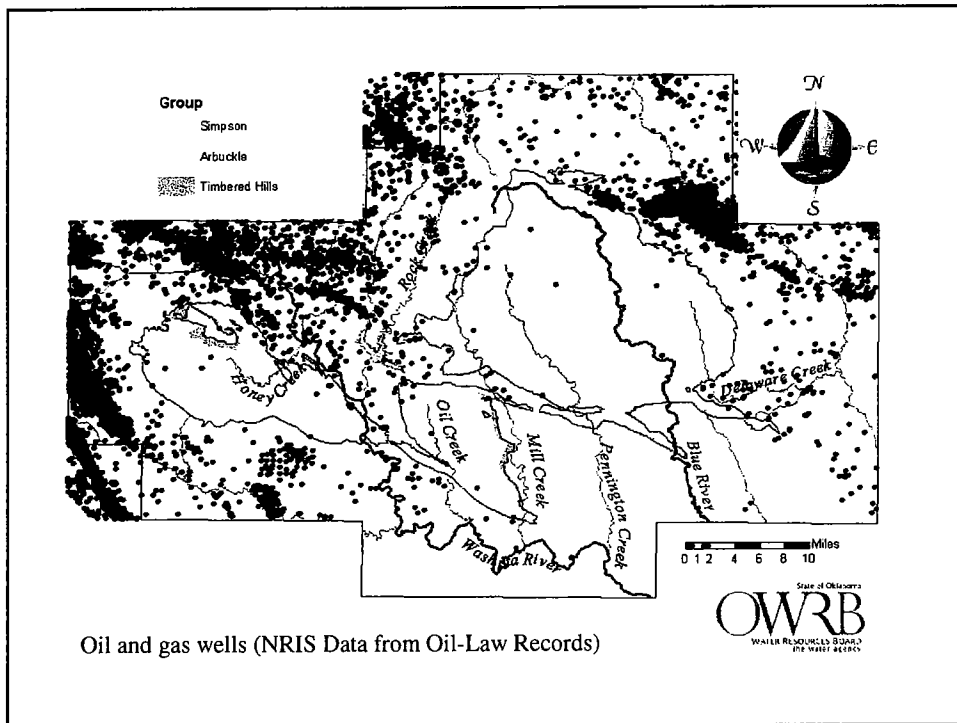 Group
Simpson
Arbuckle
Timbered Hills
N
W
E
S
Rock Creek
Honey Creek
Oil Creek
Mill Creek
Pennington Creek
Blue River
Delaware Creek
Washita River
Miles
0 1 2 4 6 8 10
State of Oklahoma
OWRB
WATER RESOURCES BOARD
the water agency
Oil and gas wells (NRIS Data from Oil-Law Records)